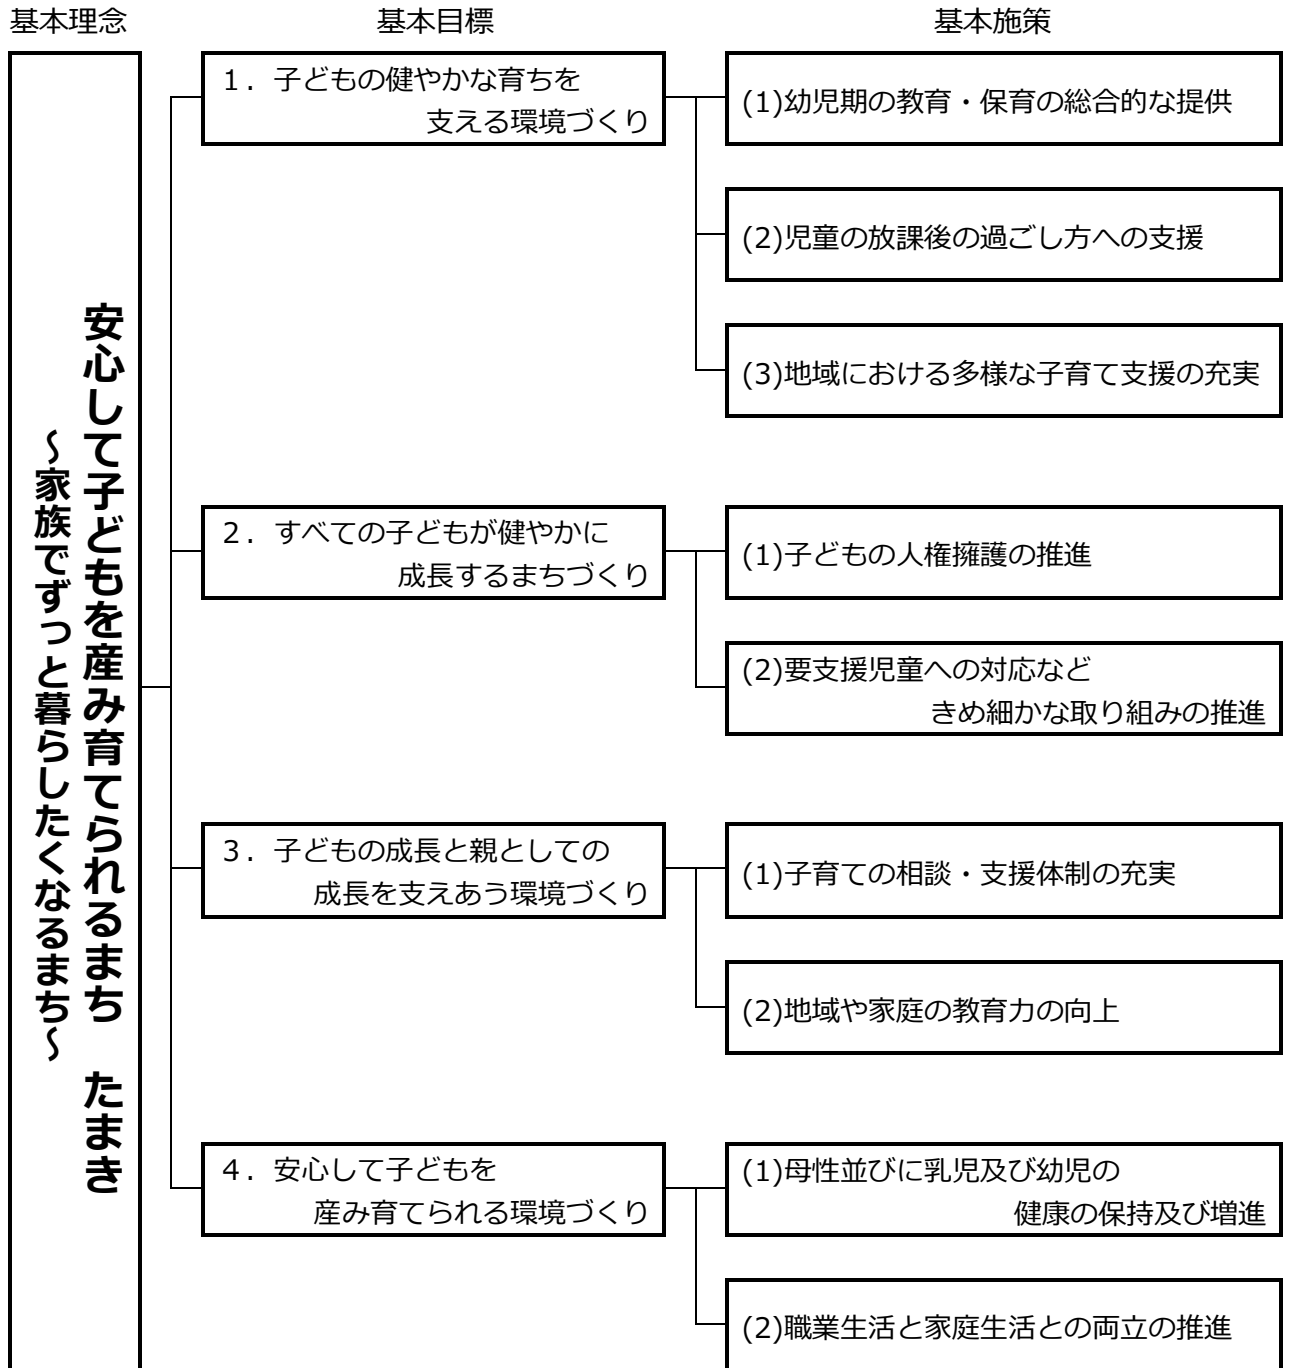 基本理念
基本目標
基本施策
安心して子どもを産み育てられるまち　たまき
～家族でずっと暮らしたくなるまち～
１．子どもの健やかな育ちを
支える環境づくり
(1)幼児期の教育・保育の総合的な提供
(2)児童の放課後の過ごし方への支援
(3)地域における多様な子育て支援の充実
２．すべての子どもが健やかに
成長するまちづくり
(1)子どもの人権擁護の推進
(2)要支援児童への対応など
きめ細かな取り組みの推進
３．子どもの成長と親としての
成長を支えあう環境づくり
(1)子育ての相談・支援体制の充実
(2)地域や家庭の教育力の向上
４．安心して子どもを
産み育てられる環境づくり
(1)母性並びに乳児及び幼児の
健康の保持及び増進
(2)職業生活と家庭生活との両立の推進